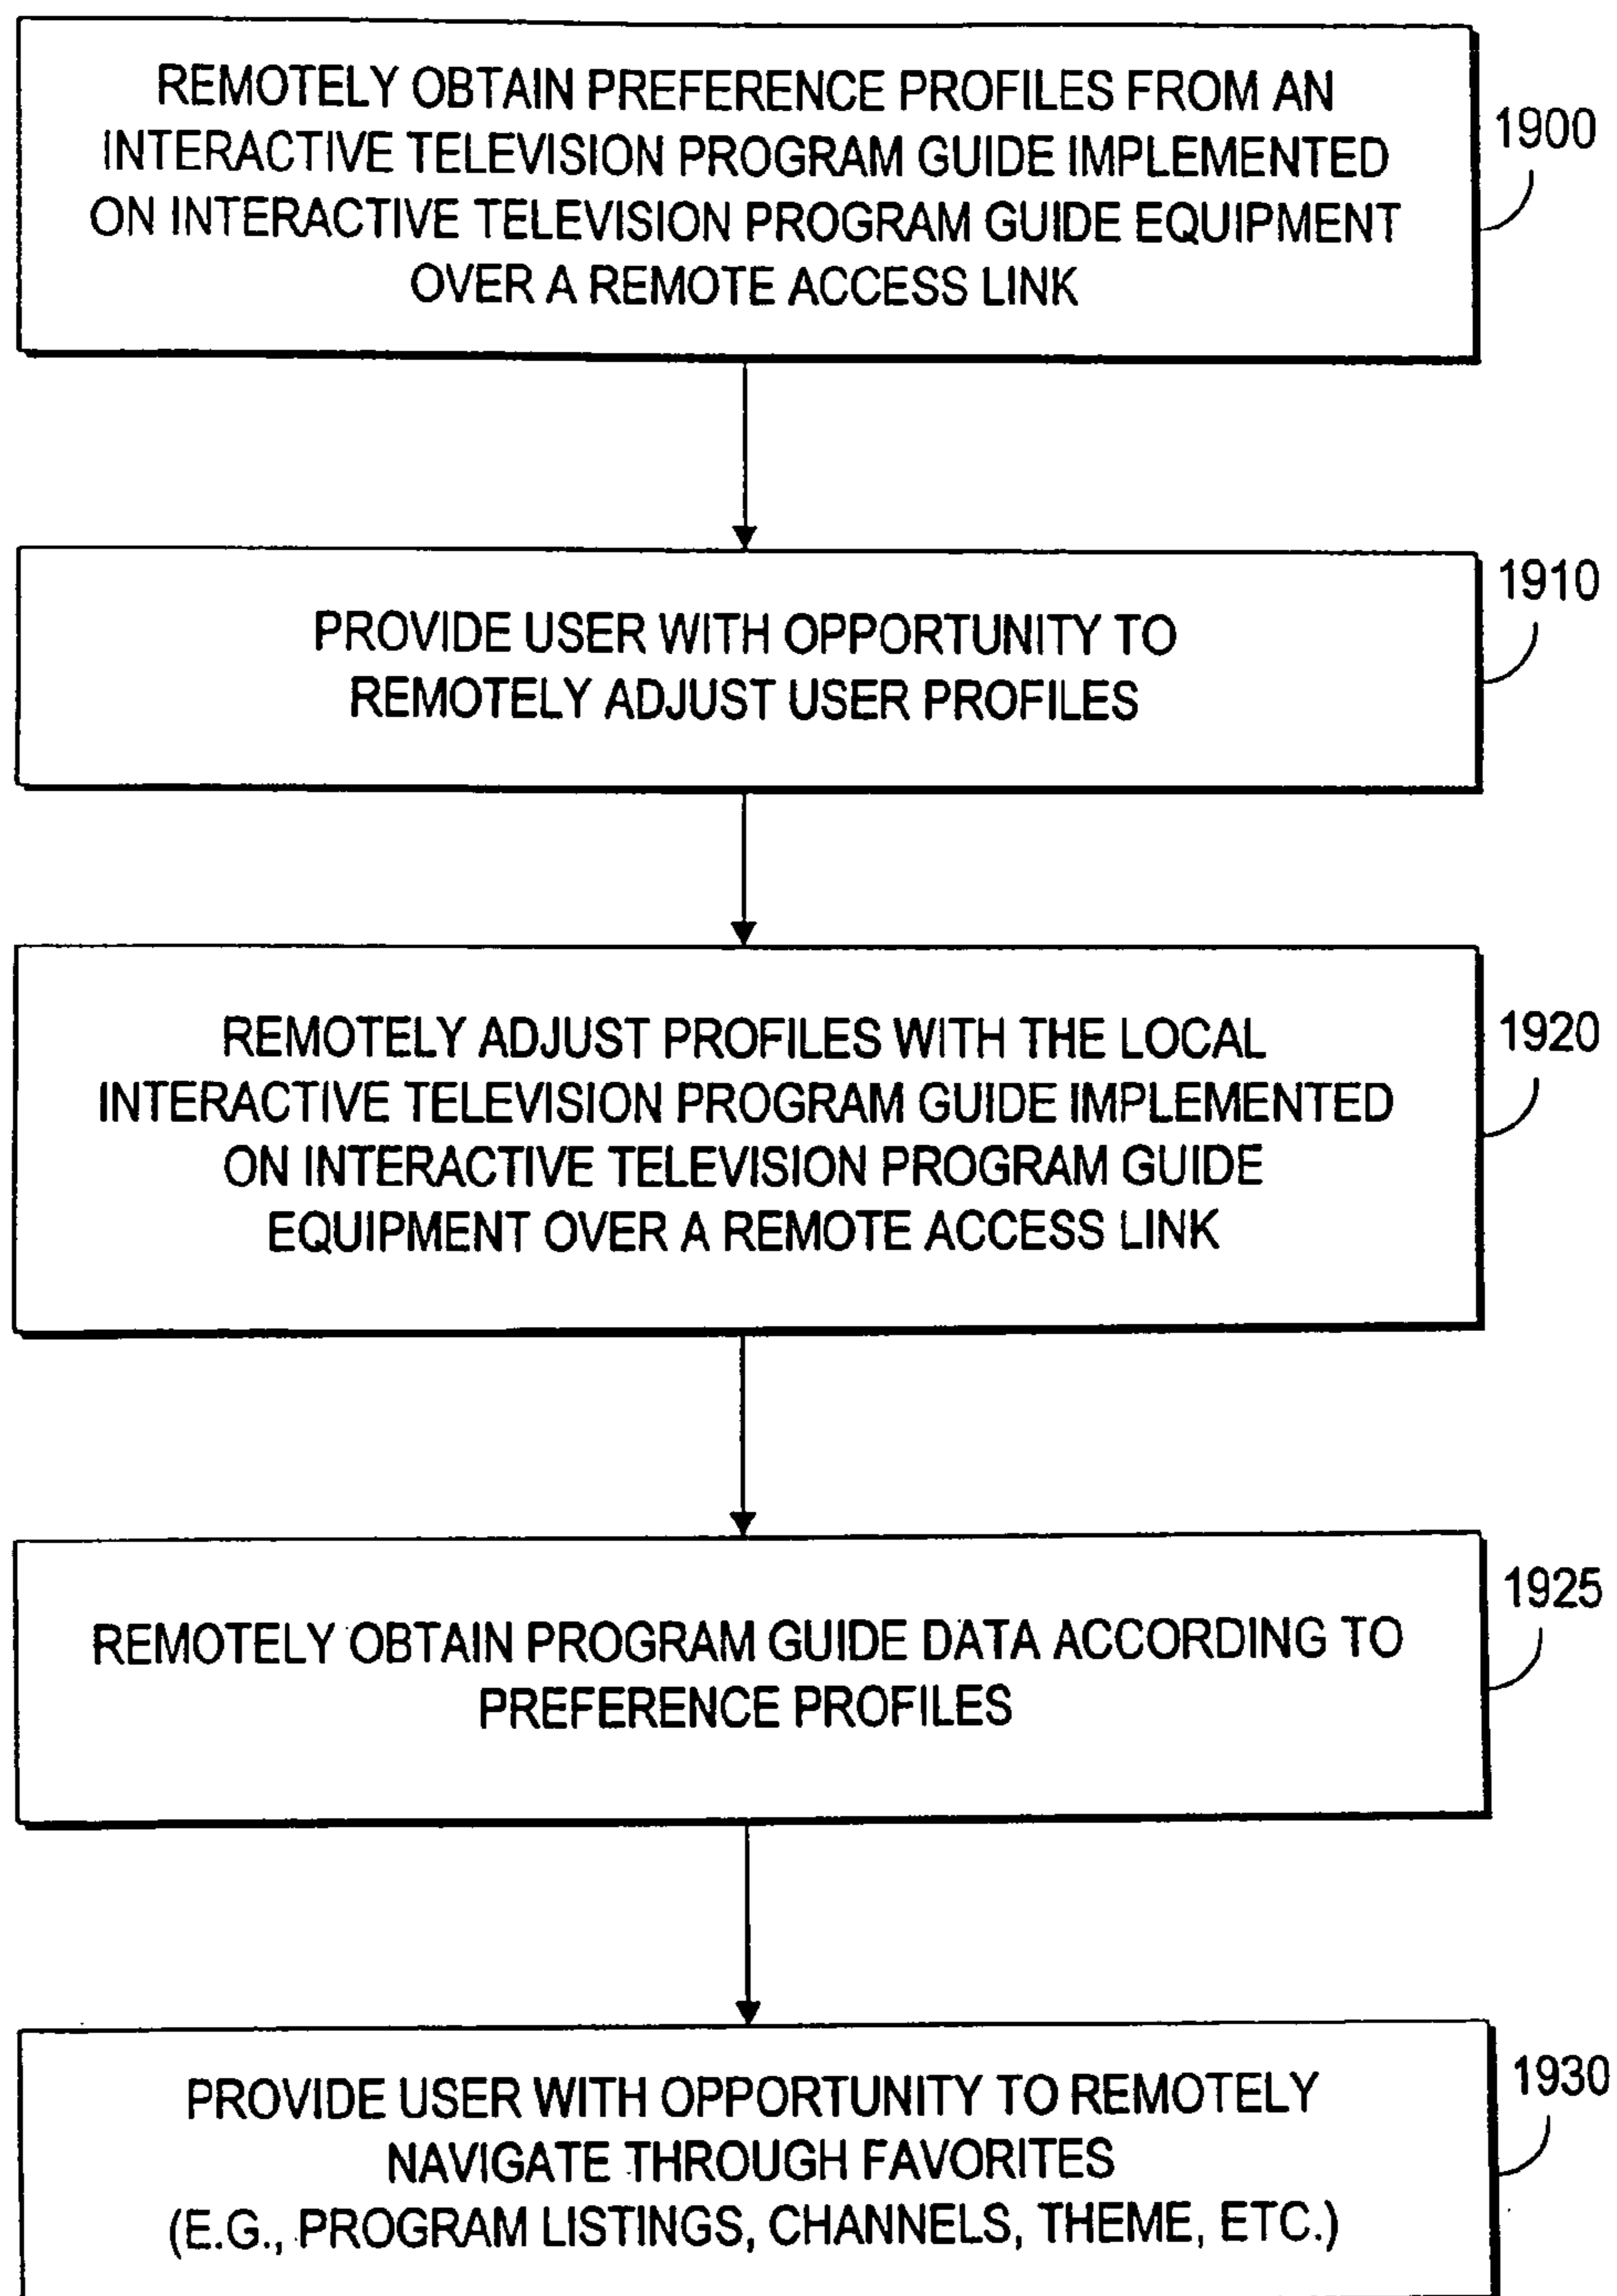 REMOTELY OBTAIN PREFERENCE PROFILES FROM AN
INTERACTIVE TELEVISION PROGRAM GUIDE IMPLEMENTED
ON INTERACTIVE TELEVISION PROGRAM GUIDE EQUIPMENT
OVER A REMOTE ACCESS LINK
1900
PROVIDE USER WITH OPPORTUNITY TO
REMOTELY ADJUST USER PROFILES
1910
REMOTELY ADJUST PROFILES WITH THE LOCAL
INTERACTIVE TELEVISION PROGRAM GUIDE IMPLEMENTED
ON INTERACTIVE TELEVISION PROGRAM GUIDE
EQUIPMENT OVER A REMOTE ACCESS LINK
1920
REMOTELY OBTAIN PROGRAM GUIDE DATA ACCORDING TO
PREFERENCE PROFILES
1925
PROVIDE USER WITH OPPORTUNITY TO REMOTELY
NAVIGATE THROUGH FAVORITES
(E.G., PROGRAM LISTINGS, CHANNELS, THEME, ETC.)
1930